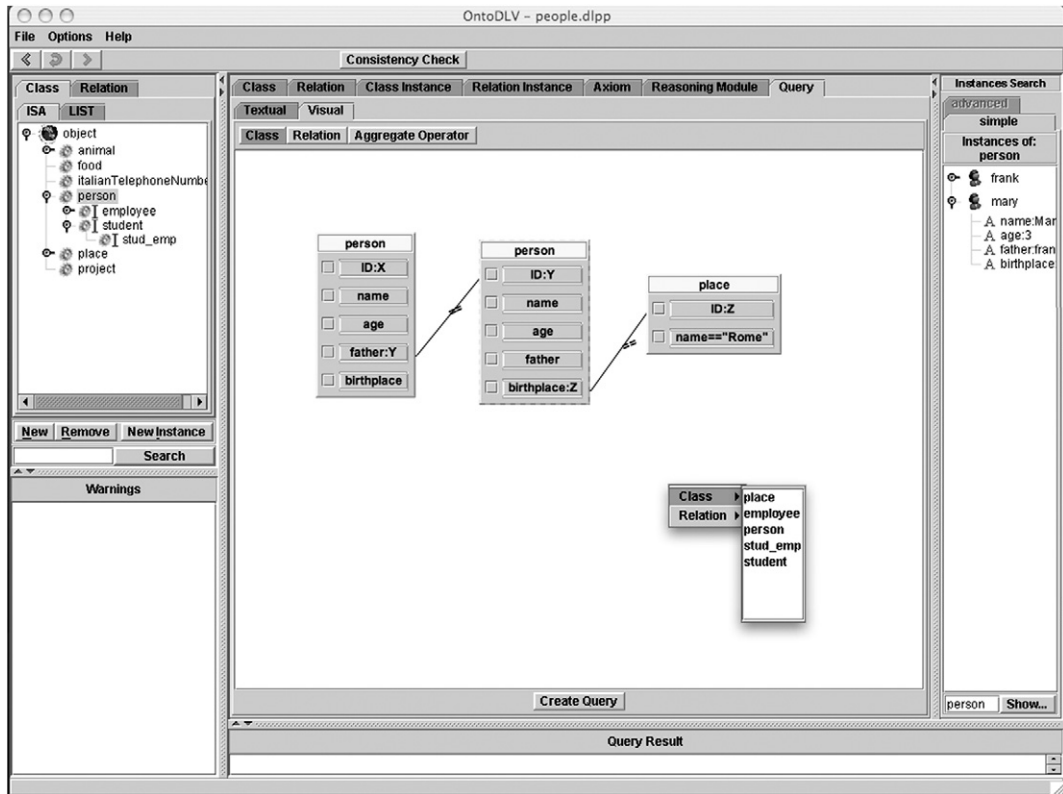 OntoDLV – people.dlpp
File Options Help
Consistency Check
Class Relation
ISA LIST
object
animal
food
italianTelephoneNumbe
person
employee
student
stud_emp
place
project
New Remove New Instance
Search
Warnings
Class Relation Class Instance Relation Instance Axiom Reasoning Module Query
Textual Visual
Class Relation Aggregate Operator
person
ID:X
name
age
father:Y
birthplace
person
ID:Y
name
age
father
birthplace:Z
place
ID:Z
name=="Rome"
Class
Relation
place
employee
person
stud_emp
student
Create Query
Query Result
Instances Search
advanced
simple
Instances of:
person
frank
mary
A name:Mar
A age:3
A father:fran
A birthplace
person Show...